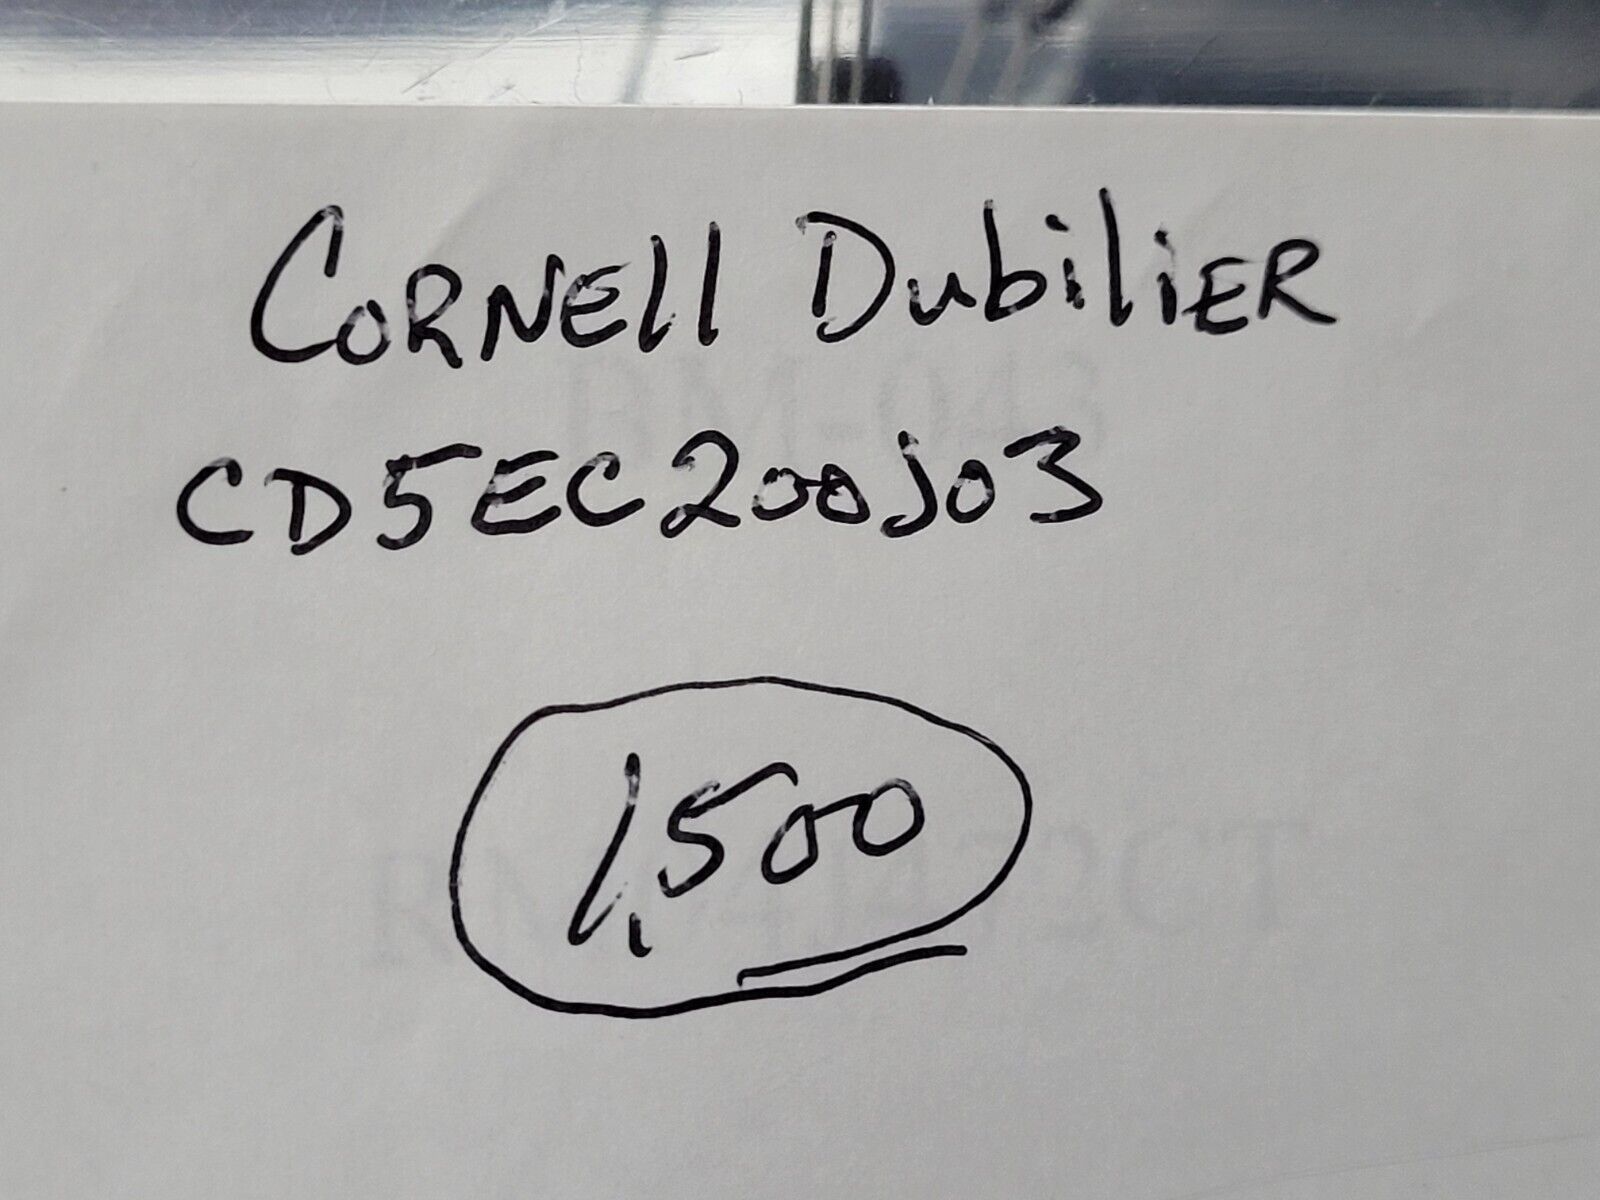 CORNEll DubiliER
CD5EC200J03
1,500